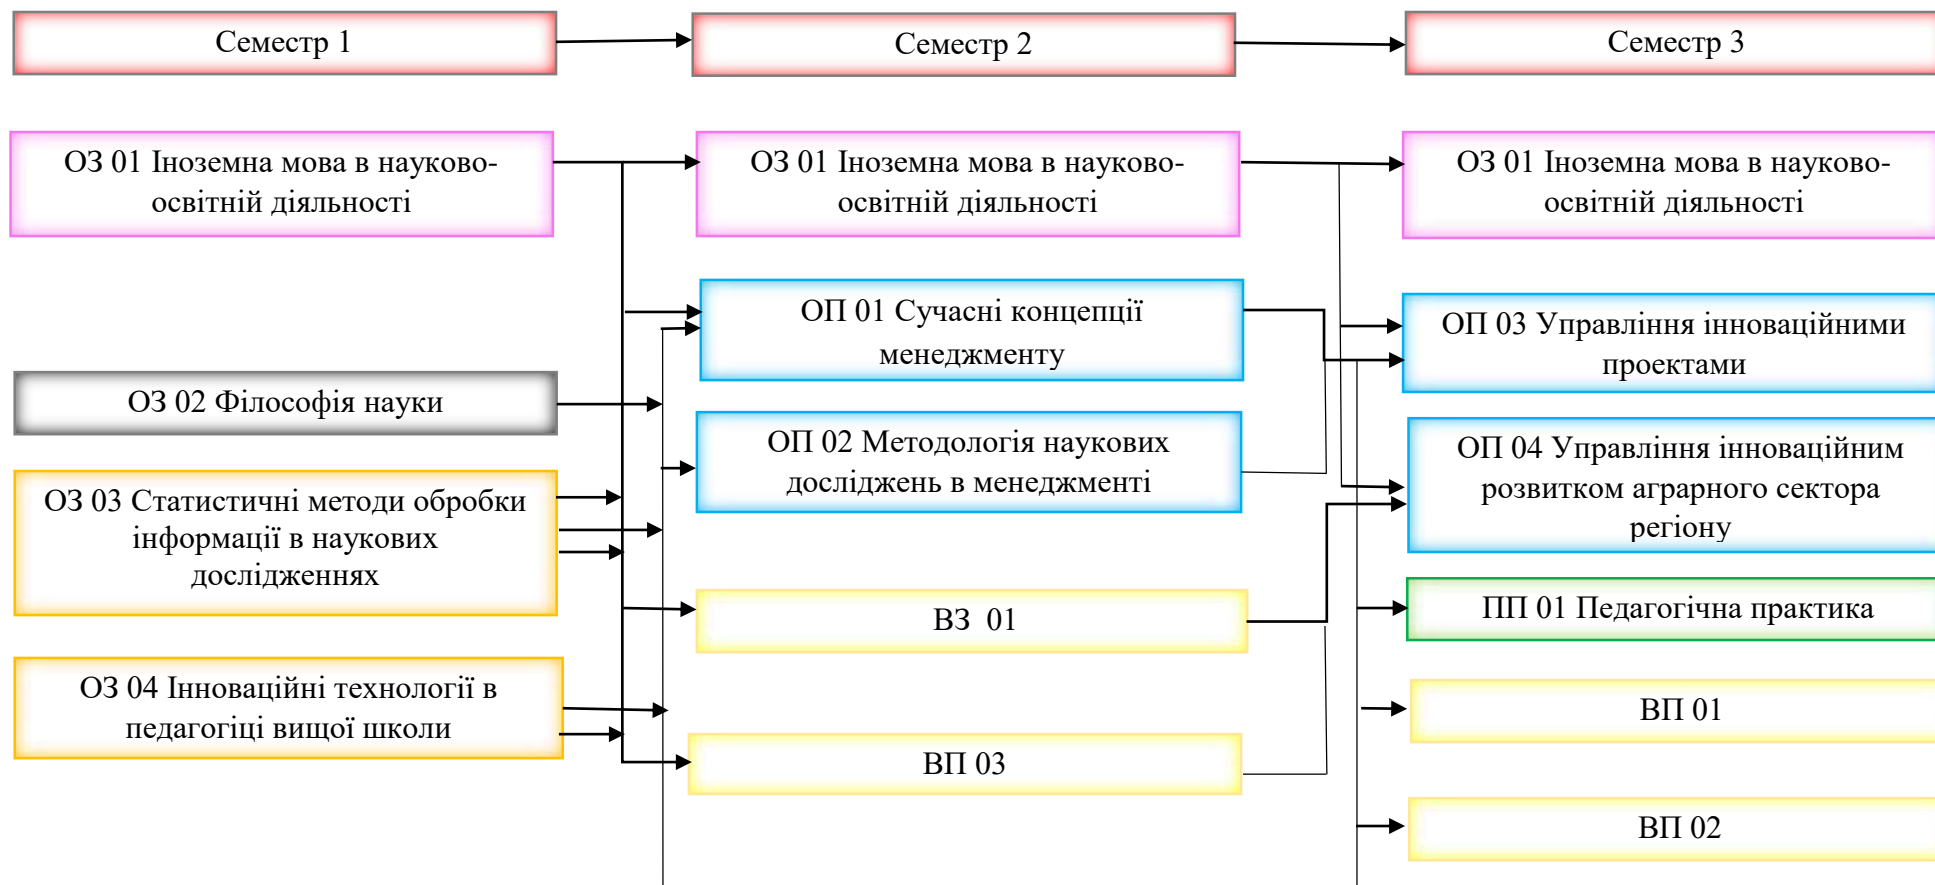 Семестр 1
Семестр 2
Семестр 3
ОЗ 01 Іноземна мова в науково-
освітній діяльності
ОЗ 01 Іноземна мова в науково-
освітній діяльності
ОЗ 01 Іноземна мова в науково-
освітній діяльності
ОП 01 Сучасні концепції
менеджменту
ОП 03 Управління інноваційними
проектами
ОЗ 02 Філософія науки
ОП 02 Методологія наукових
досліджень в менеджменті
ОП 04 Управління інноваційним
розвитком аграрного сектора
регіону
ОЗ 03 Статистичні методи обробки
інформації в наукових
дослідженнях
ВЗ  01
ПП 01 Педагогічна практика
ОЗ 04 Інноваційні технології в
педагогіці вищої школи
ВП 01
ВП 03
ВП 02